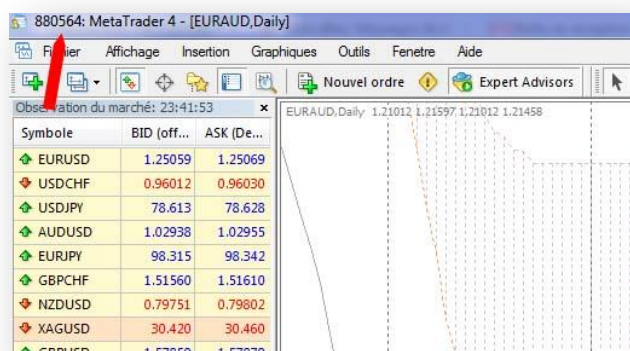 880564: MetaTrader 4 - [EURAUD,Daily]
Fichier Affichage Insertion Graphiques Outils Fenetre Aide
Nouvel ordre Expert Advisors
Observation du marché: 23:41:53
EURAUD,Daily 1.21012 1.21597 1.21012 1.21458
Symbole BID (off... ASK (De...
EURUSD 1.25059 1.25069
USDCHF 0.96012 0.96030
USDJPY 78.613 78.628
AUDUSD 1.02938 1.02955
EURJPY 98.315 98.342
GBPCHF 1.51560 1.51610
NZDUSD 0.79751 0.79802
XAGUSD 30.420 30.460